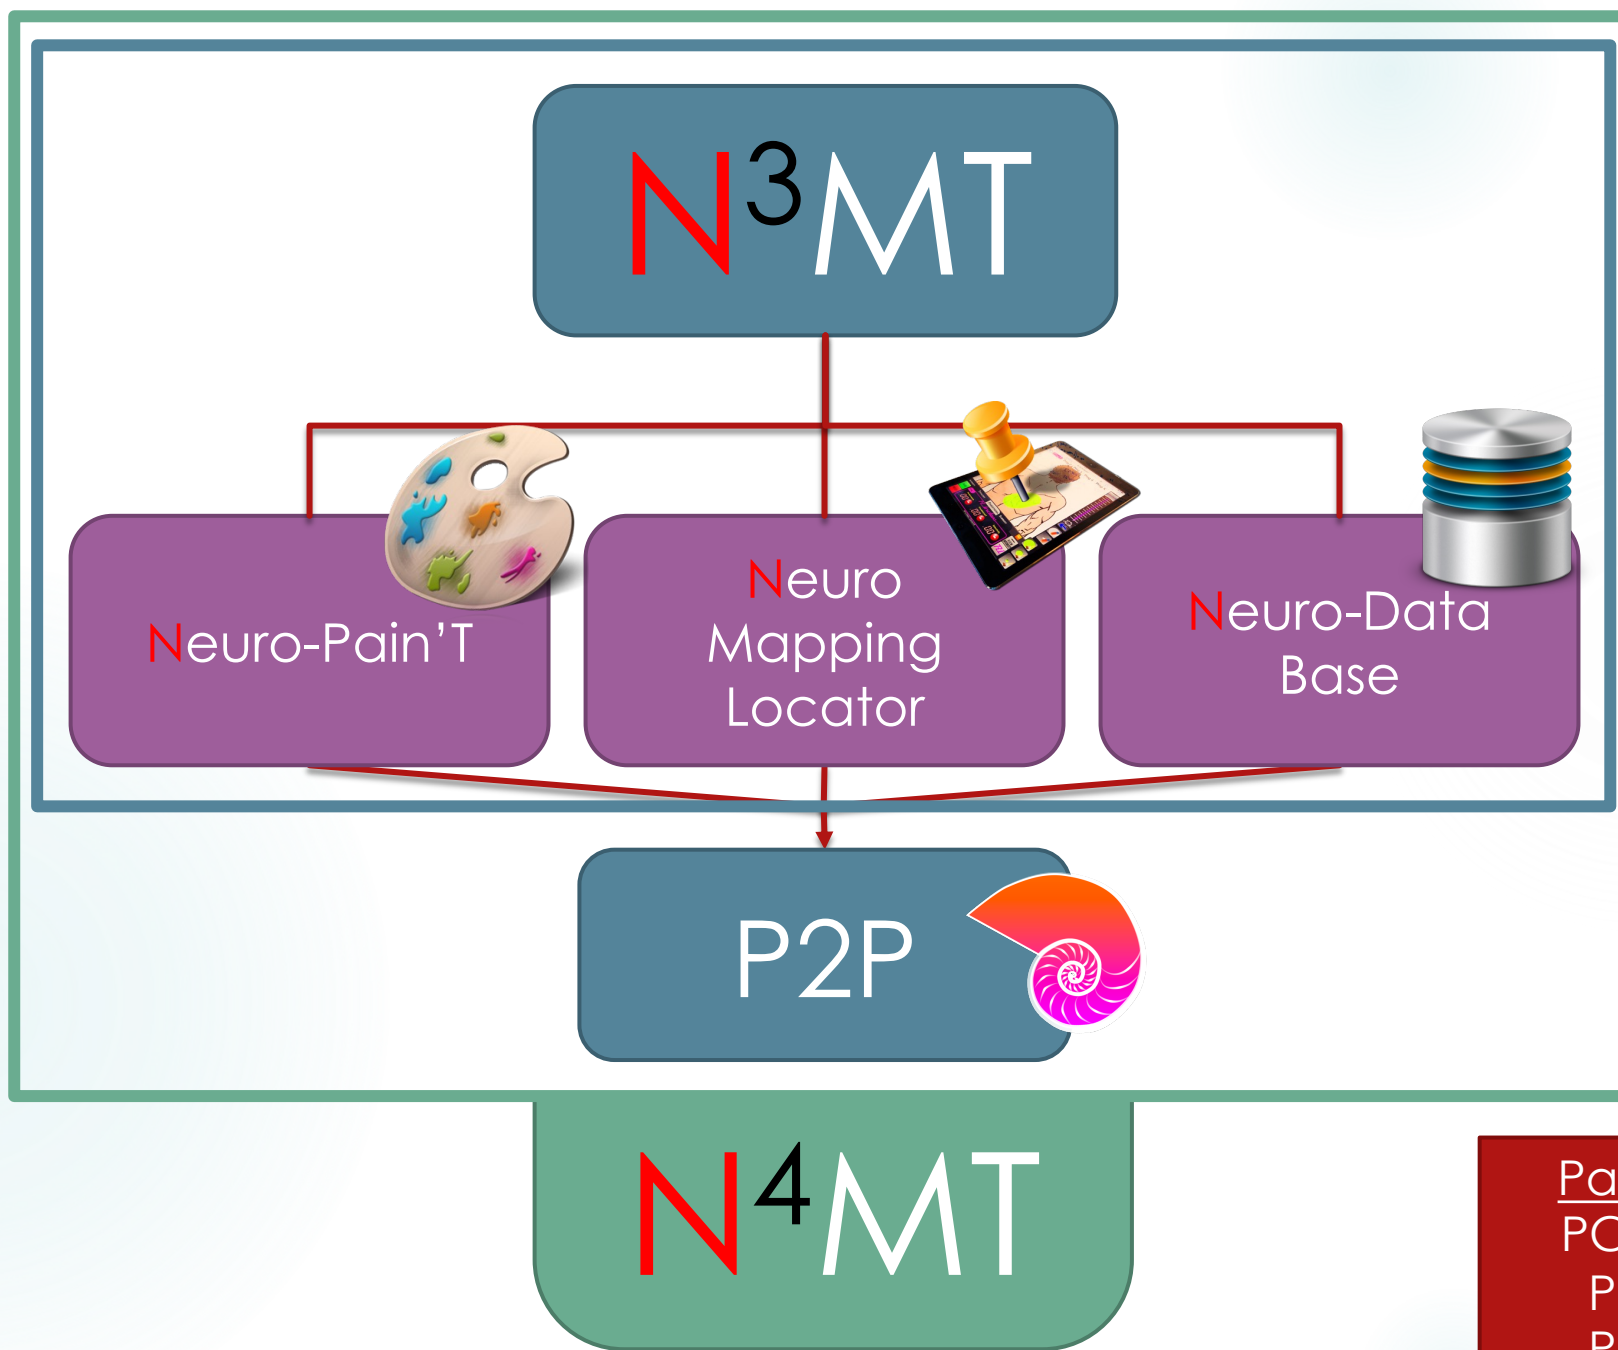 N³MT
Neuro-Pain’T
Neuro
Mapping
Locator
Neuro-Data
Base
P2P
N⁴MT